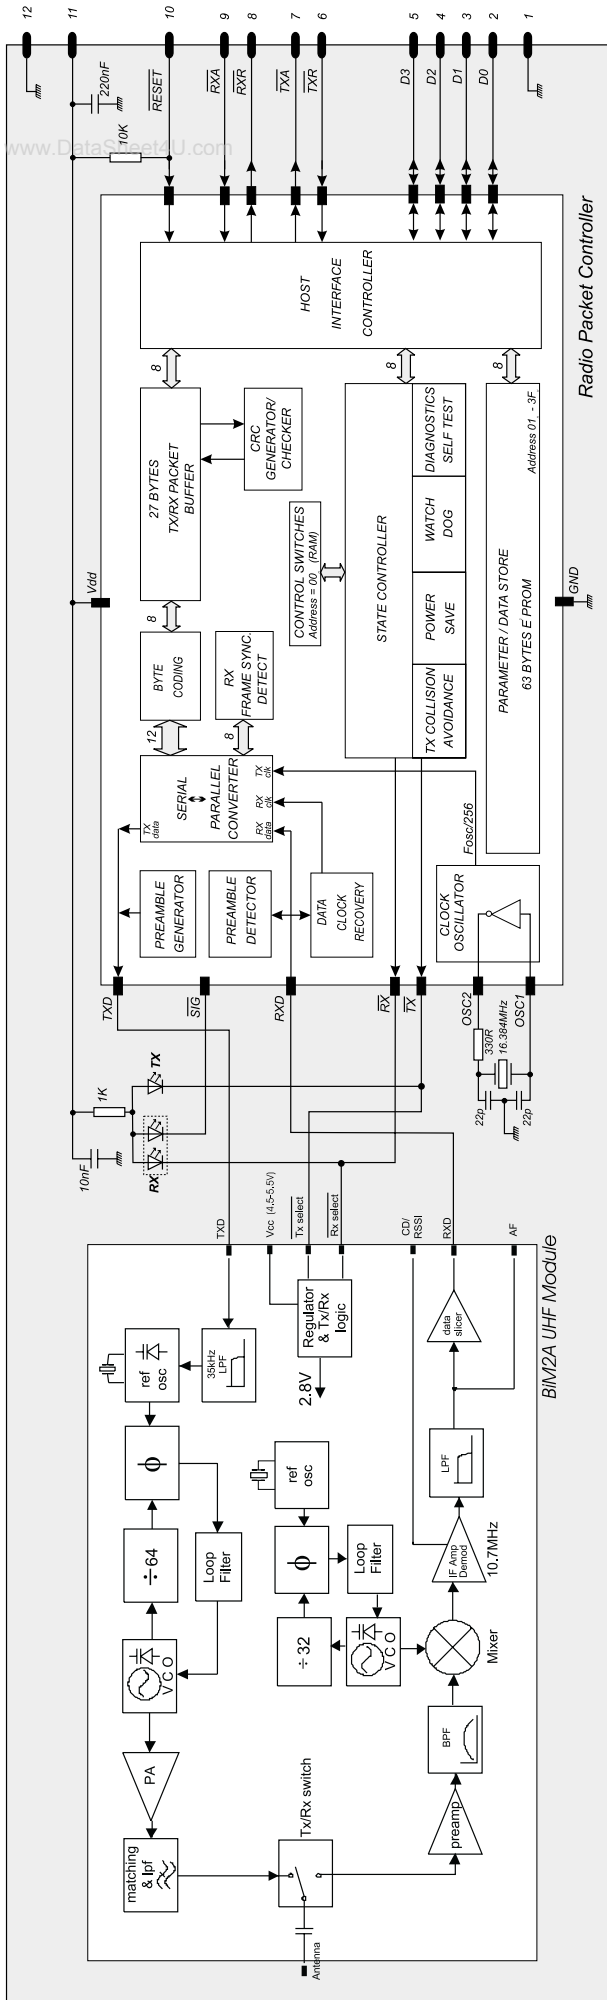 12
11
10
9
8
7
6
5
4
3
2
1
220nF
RESET
RXA
RXR
TXA
TXR
D3
D2
D1
D0
10K
www.DataSheet4U.com
Radio Packet Controller
HOST
INTERFACE
CONTROLLER
8
8
8
27 BYTES
TX/RX PACKET
BUFFER
CRC
GENERATOR/
CHECKER
CONTROL SWITCHES
Address = 00 (RAM)
STATE CONTROLLER
DIAGNOSTICS
SELF TEST
WATCH
DOG
POWER
SAVE
TX COLLISION
AVOIDANCE
PARAMETER / DATA STORE
63 BYTES E PROM
Address 01 - 3F
Vdd
GND
8
BYTE
CODING
RX
FRAME SYNC.
DETECT
12
8
SERIAL
PARALLEL
CONVERTER
TX
data
TX
clk
RX
clk
RX
data
Fosc/256
PREAMBLE
GENERATOR
PREAMBLE
DETECTOR
DATA
CLOCK
RECOVERY
CLOCK
OSCILLATOR
TXD
SIG
RXD
RX
TX
OSC2
OSC1
330R
16.384MHz
22p
22p
1K
TX
RX
10nF
TXD
Vcc (4.5-5.5V)
Tx select
Rx select
CD/
RSSI
RXD
AF
BiM2A UHF Module
35kHz
LPF
ref
osc
Regulator
& Tx/Rx
logic
2.8V
data
slicer
ϕ
ref
osc
LPF
÷64
Loop
Filter
ϕ
Loop
Filter
IF Amp
Demod
10.7MHz
VCO
÷32
VCO
Mixer
PA
BPF
matching
& lpf
Tx/Rx switch
preamp
Antenna